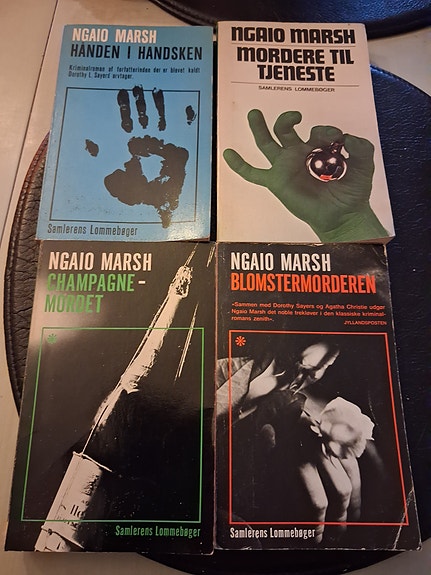 NGAIO MARSH
HÅNDEN I HANDSKEN
Kriminalroman af forfatterinden der er blevet kaldt
Dorothy L Sayers arvtager.
Samlerens Lommebøger
NGAIO MARSH
MORDERE TIL
TJENESTE
SAMLERENS LOMMEBØGER
NGAIO MARSH
CHAMPAGNE-
MORDET
*
Samlerens Lommebøger
NGAIO MARSH
BLOMSTERMORDEREN
»Sammen med Dorothy Sayers og Agatha Christie udgør
Ngaio Marsh det noble trekløver i den klassiske kriminal-
romans zenith«.
JYLLANDSPOSTEN
*
Samlerens Lommebøger